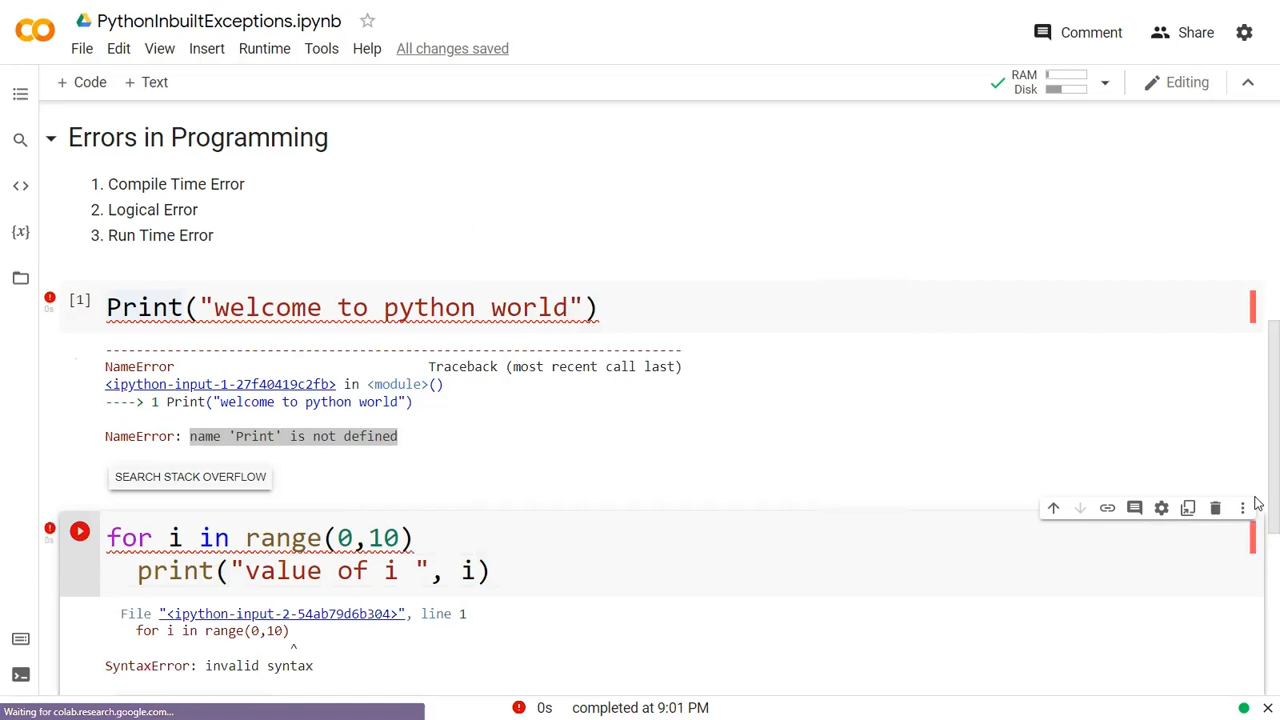 PythonInbuiltExceptions.ipynb
File Edit View Insert Runtime Tools Help All changes saved
Comment Share
+ Code + Text
RAM
Disk
Editing
Errors in Programming
1. Compile Time Error
2. Logical Error
3. Run Time Error
[1] Print("welcome to python world")
0s
---------------------------------------------------------------------------
NameError Traceback (most recent call last)
<ipython-input-1-27f40419c2fb> in <module>()
----> 1 Print("welcome to python world")
NameError: name 'Print' is not defined
SEARCH STACK OVERFLOW
for i in range(0,10)
0s
print("value of i ", i)
File "<ipython-input-2-54ab79d6b304>", line 1
for i in range(0,10)
^
SyntaxError: invalid syntax
Waiting for colab.research.google.com...
0s completed at 9:01 PM